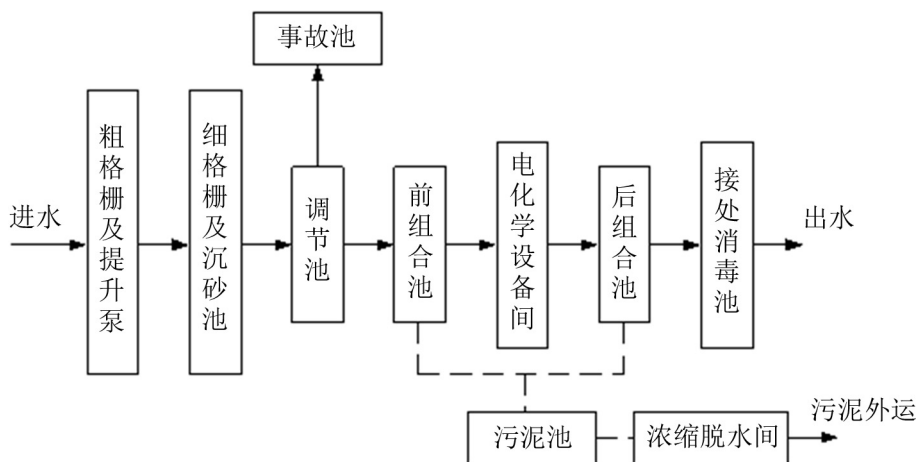 事故池
进水
粗格栅及提升泵
细格栅及沉砂池
调节池
前组合池
电化学设备间
后组合池
接处消毒池
出水
污泥池
浓缩脱水间
污泥外运